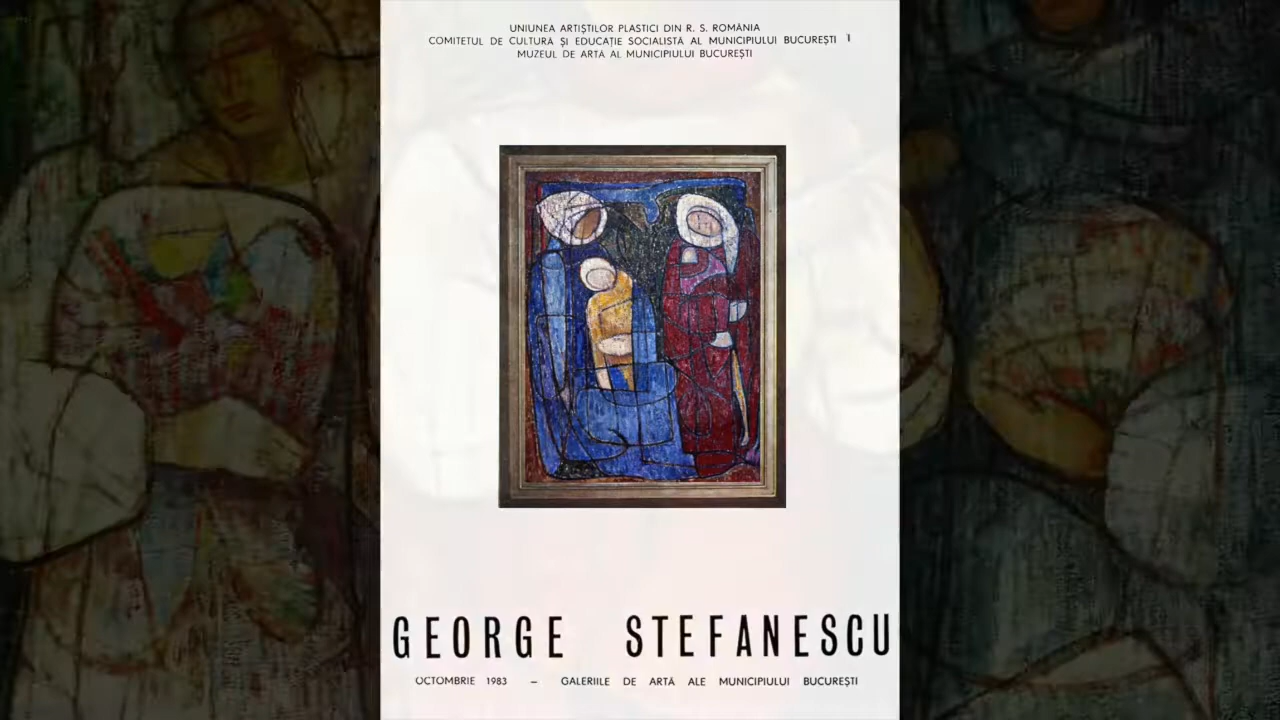 UNIUNEA ARTIȘTILOR PLASTICI DIN R. S. ROMÂNIA
COMITETUL DE CULTURĂ ȘI EDUCAȚIE SOCIALISTĂ AL MUNICIPIULUI BUCUREȘTI
MUZEUL DE ARTĂ AL MUNICIPIULUI BUCUREȘTI
GEORGE STEFANESCU
OCTOMBRIE 1983 – GALERIILE DE ARTĂ ALE MUNICIPIULUI BUCUREȘTI